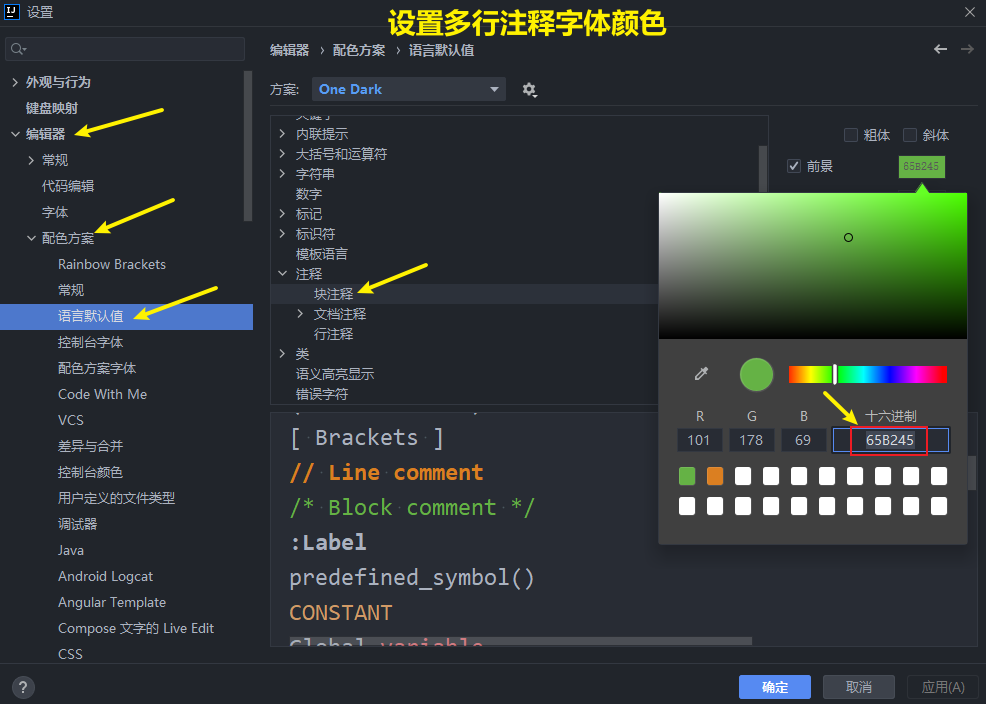 设置
设置多行注释字体颜色
外观与行为
键盘映射
编辑器
常规
代码编辑
字体
配色方案
Rainbow Brackets
常规
语言默认值
控制台字体
配色方案字体
Code With Me
VCS
差异与合并
控制台颜色
用户定义的文件类型
调试器
Java
Android Logcat
Angular Template
Compose 文字的 Live Edit
CSS
编辑器 › 配色方案 › 语言默认值
方案: One Dark
关键字
内联提示
大括号和运算符
字符串
数字
标记
标识符
模板语言
注释
块注释
文档注释
行注释
类
语义高亮显示
错误字符
粗体 斜体
前景 65B245
R G B 十六进制
101 178 69 65B245
[ Brackets ]
// Line comment
/* Block comment */
:Label
predefined_symbol()
CONSTANT
Global variable
?
确定 取消 应用(A)